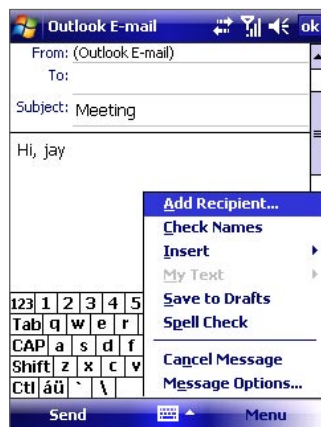 Outlook E-mail ok
From: (Outlook E-mail)
To:
Subject: Meeting
Hi, jay
Add Recipient...
Check Names
Insert
My Text
Save to Drafts
Spell Check
Cancel Message
Message Options...
123 1 2 3 4 5
Tab q w e r
CAP a s d f
Shift z x c v
Ctl áü ` \
Send Menu